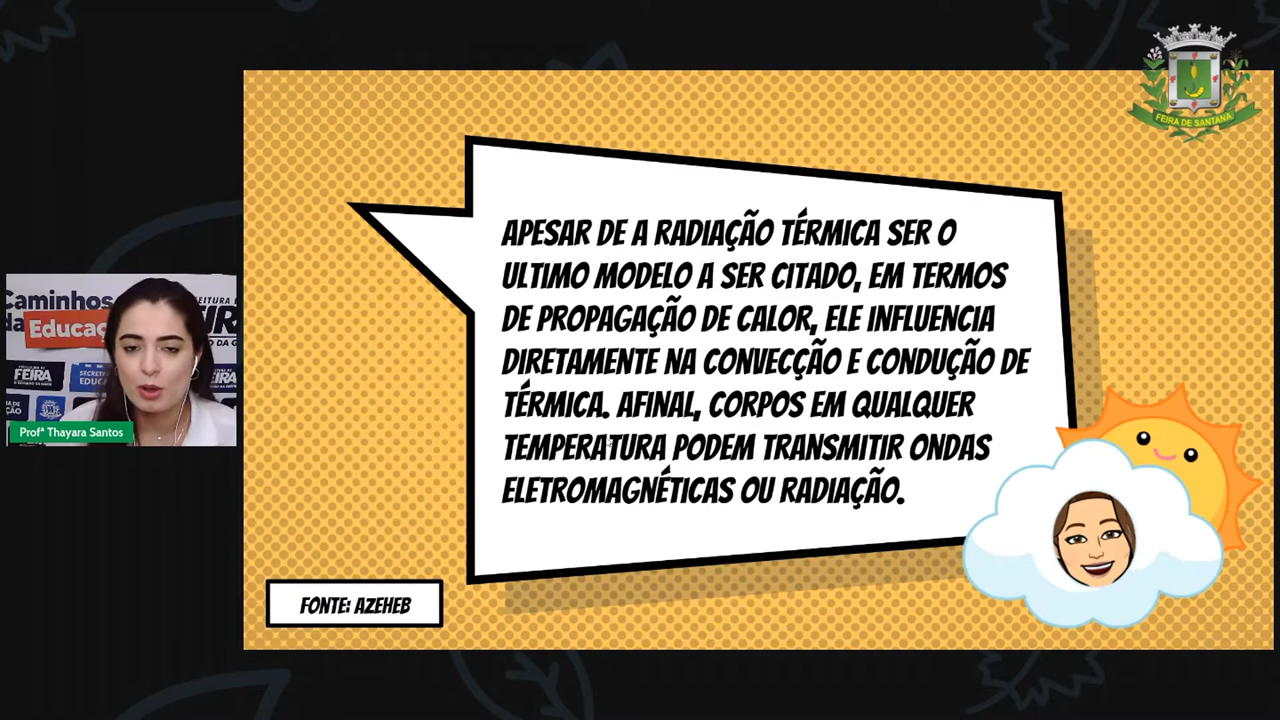 FEIRA DE SANTANA
APESAR DE A RADIAÇÃO TÉRMICA SER O
ULTIMO MODELO A SER CITADO, EM TERMOS
DE PROPAGAÇÃO DE CALOR, ELE INFLUENCIA
DIRETAMENTE NA CONVECÇÃO E CONDUÇÃO DE
TÉRMICA. AFINAL, CORPOS EM QUALQUER
TEMPERATURA PODEM TRANSMITIR ONDAS
ELETROMAGNÉTICAS OU RADIAÇÃO.
Caminhos
da Educaç
FEIRA
Profª Thayara Santos
FONTE: AZEHEB